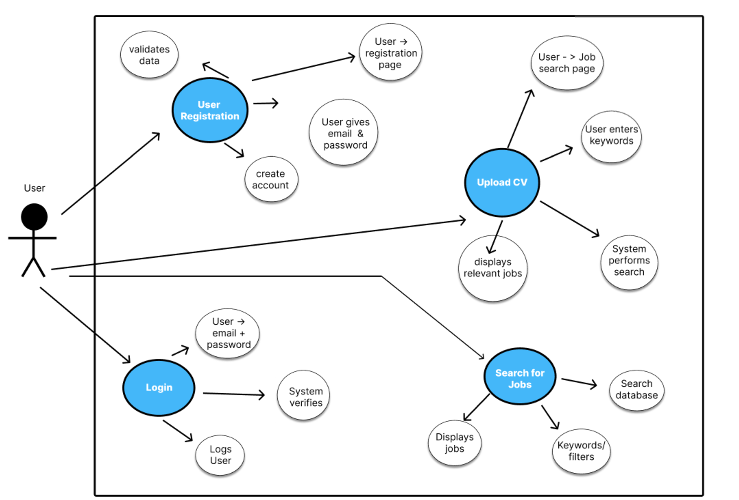 validates
data
User →
registration
page
User
Registration
User gives
email &
password
create
account
User - > Job
search page
User enters
keywords
Upload CV
System
performs
search
displays
relevant jobs
User
User →
email +
password
Login
System
verifies
Logs
User
Search for
Jobs
Search
database
Displays
jobs
Keywords/
filters